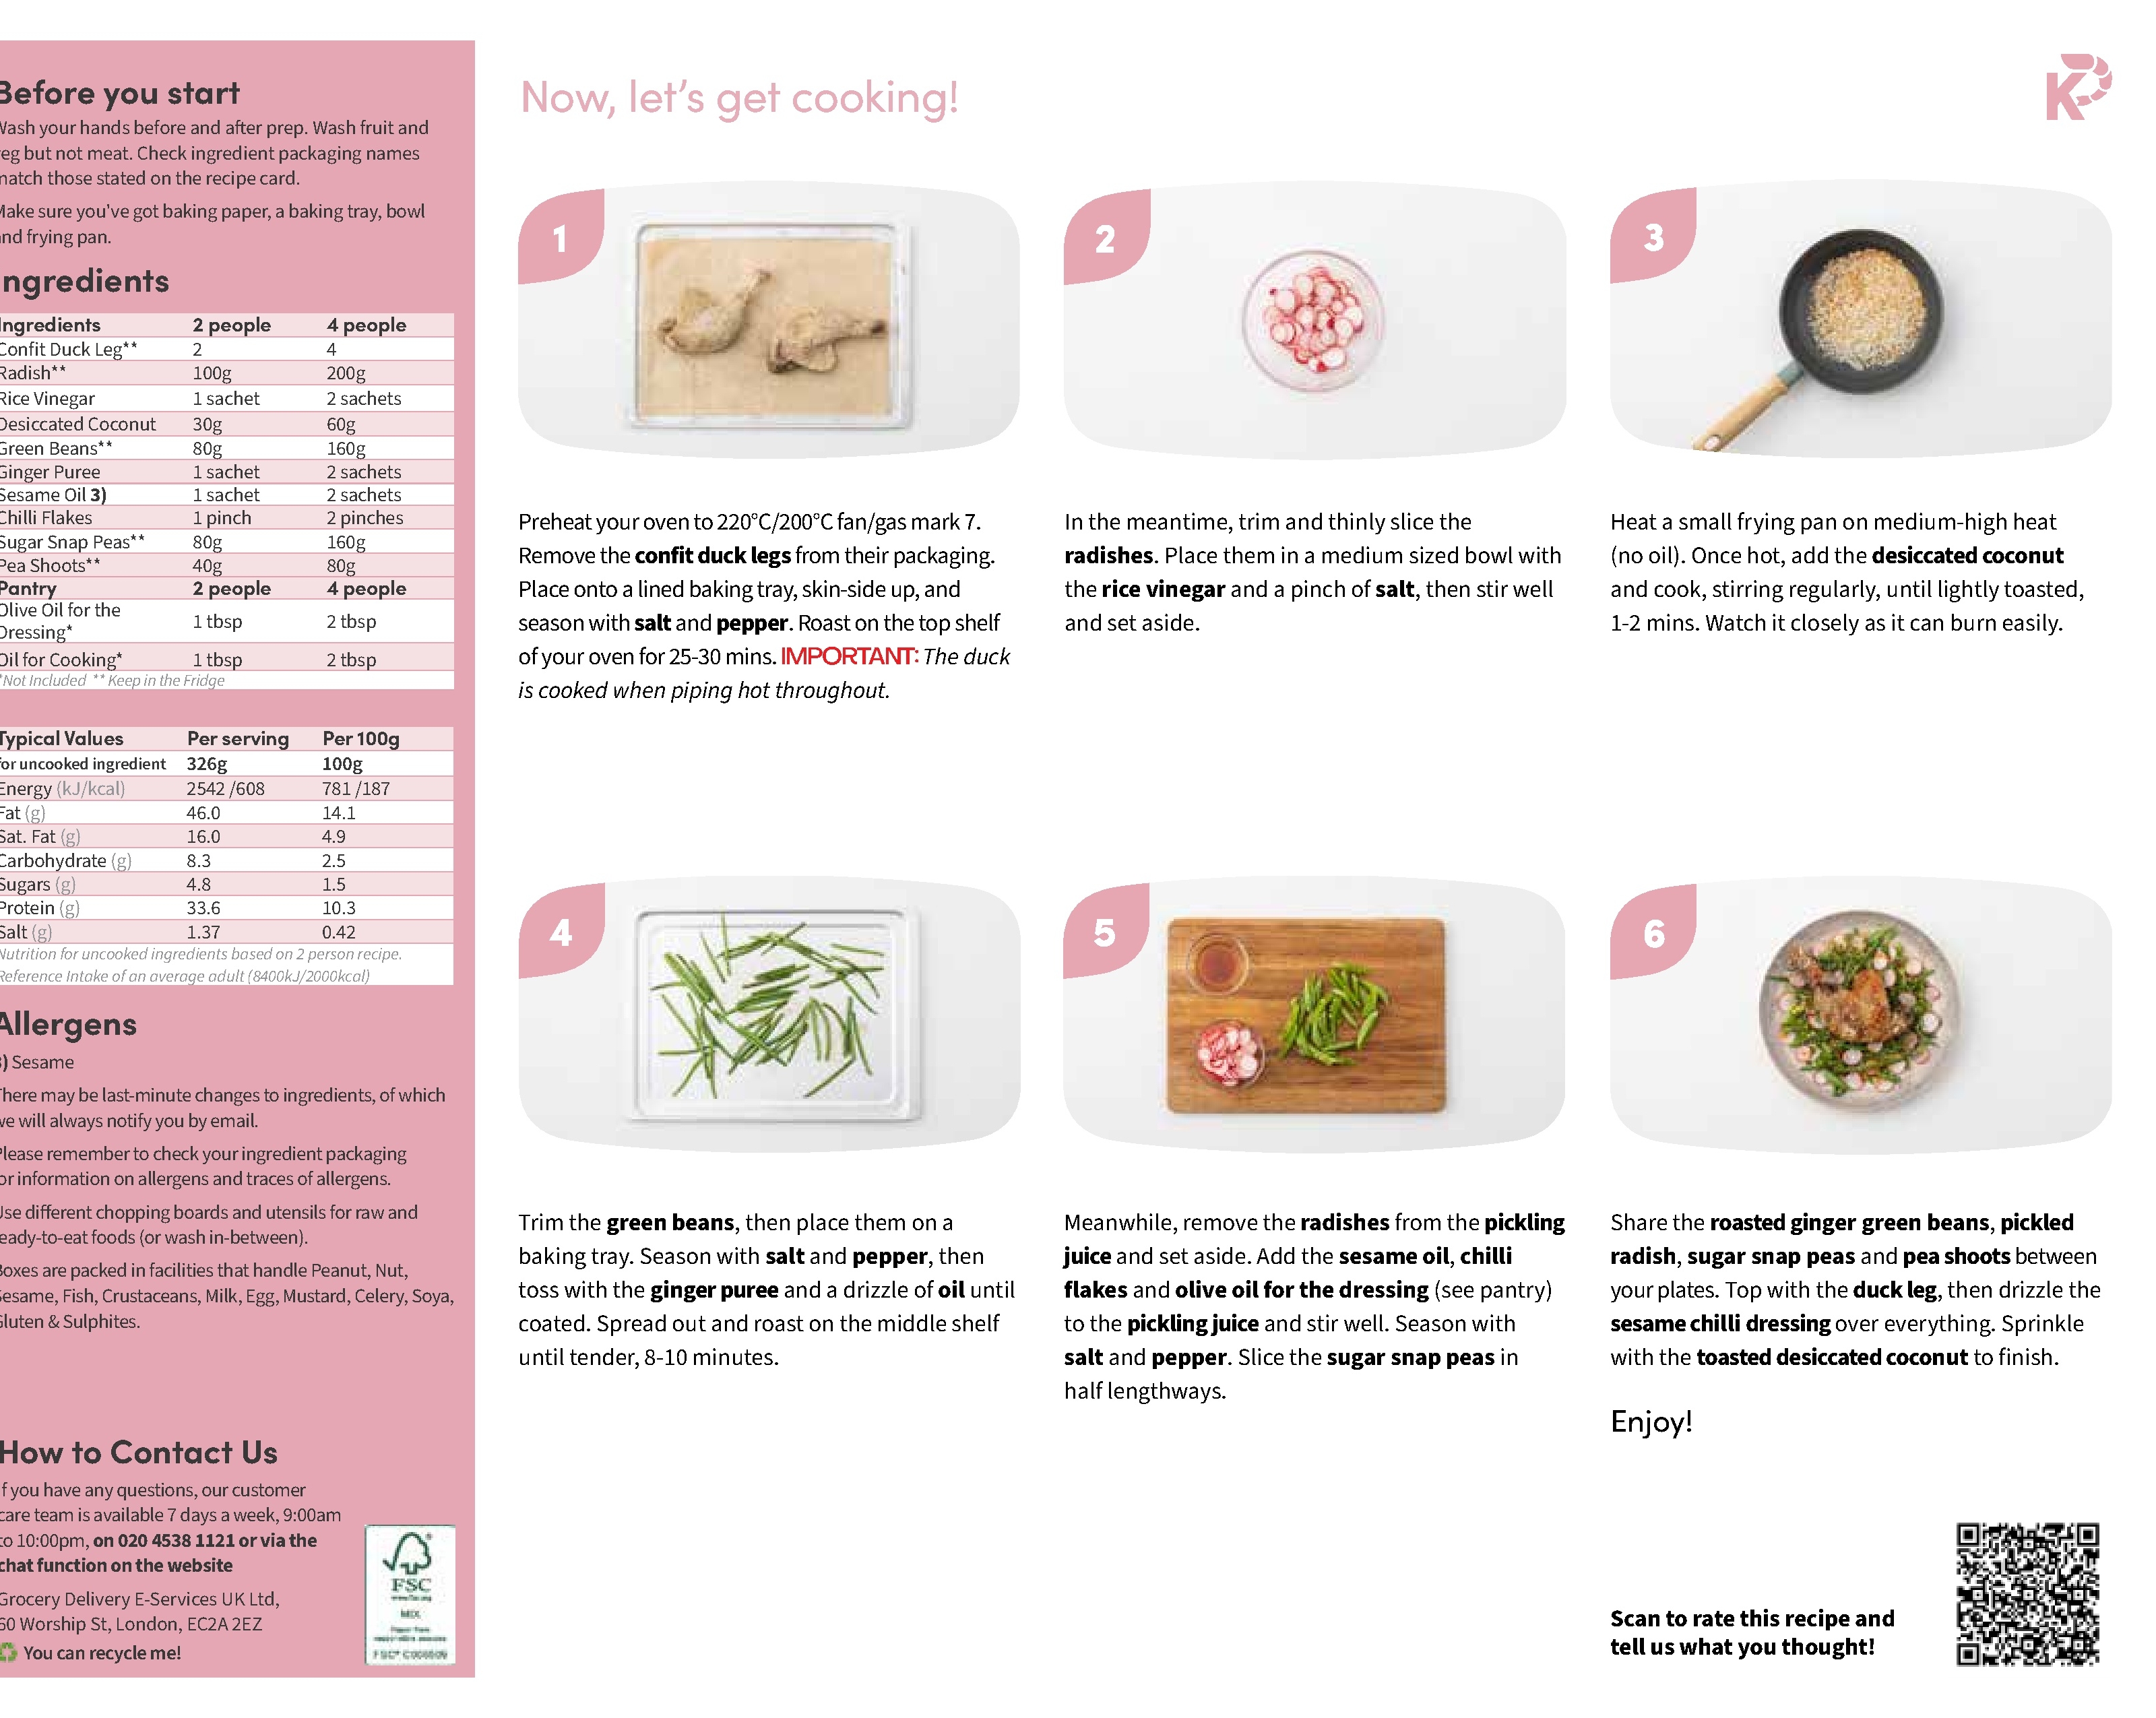 Before you start
Wash your hands before and after prep. Wash fruit and
veg but not meat. Check ingredient packaging names
match those stated on the recipe card.
Make sure you've got baking paper, a baking tray, bowl
and frying pan.
Ingredients
Ingredients 2 people 4 people
Confit Duck Leg** 2 4
Radish** 100g 200g
Rice Vinegar 1 sachet 2 sachets
Desiccated Coconut 30g 60g
Green Beans** 80g 160g
Ginger Puree 1 sachet 2 sachets
Sesame Oil 3) 1 sachet 2 sachets
Chilli Flakes 1 pinch 2 pinches
Sugar Snap Peas** 80g 160g
Pea Shoots** 40g 80g
Pantry 2 people 4 people
Olive Oil for the
Dressing* 1 tbsp 2 tbsp
Oil for Cooking* 1 tbsp 2 tbsp
*Not Included ** Keep in the Fridge
Typical Values Per serving Per 100g
for uncooked ingredient 326g 100g
Energy (kJ/kcal) 2542 /608 781 /187
Fat (g) 46.0 14.1
Sat. Fat (g) 16.0 4.9
Carbohydrate (g) 8.3 2.5
Sugars (g) 4.8 1.5
Protein (g) 33.6 10.3
Salt (g) 1.37 0.42
Nutrition for uncooked ingredients based on 2 person recipe.
Reference Intake of an average adult (8400kJ/2000kcal)
Allergens
3) Sesame
There may be last-minute changes to ingredients, of which
we will always notify you by email.
Please remember to check your ingredient packaging
for information on allergens and traces of allergens.
Use different chopping boards and utensils for raw and
ready-to-eat foods (or wash in-between).
Boxes are packed in facilities that handle Peanut, Nut,
Sesame, Fish, Crustaceans, Milk, Egg, Mustard, Celery, Soya,
Gluten & Sulphites.
How to Contact Us
If you have any questions, our customer
care team is available 7 days a week, 9:00am
to 10:00pm, on 020 4538 1121 or via the
chat function on the website
Grocery Delivery E-Services UK Ltd,
60 Worship St, London, EC2A 2EZ
You can recycle me!
FSC
MIX
Now, let's get cooking!
1
Preheat your oven to 220°C/200°C fan/gas mark 7.
Remove the confit duck legs from their packaging.
Place onto a lined baking tray, skin-side up, and
season with salt and pepper. Roast on the top shelf
of your oven for 25-30 mins. IMPORTANT: The duck
is cooked when piping hot throughout.
2
In the meantime, trim and thinly slice the
radishes. Place them in a medium sized bowl with
the rice vinegar and a pinch of salt, then stir well
and set aside.
3
Heat a small frying pan on medium-high heat
(no oil). Once hot, add the desiccated coconut
and cook, stirring regularly, until lightly toasted,
1-2 mins. Watch it closely as it can burn easily.
4
Trim the green beans, then place them on a
baking tray. Season with salt and pepper, then
toss with the ginger puree and a drizzle of oil until
coated. Spread out and roast on the middle shelf
until tender, 8-10 minutes.
5
Meanwhile, remove the radishes from the pickling
juice and set aside. Add the sesame oil, chilli
flakes and olive oil for the dressing (see pantry)
to the pickling juice and stir well. Season with
salt and pepper. Slice the sugar snap peas in
half lengthways.
6
Share the roasted ginger green beans, pickled
radish, sugar snap peas and pea shoots between
your plates. Top with the duck leg, then drizzle the
sesame chilli dressing over everything. Sprinkle
with the toasted desiccated coconut to finish.
Enjoy!
Scan to rate this recipe and
tell us what you thought!